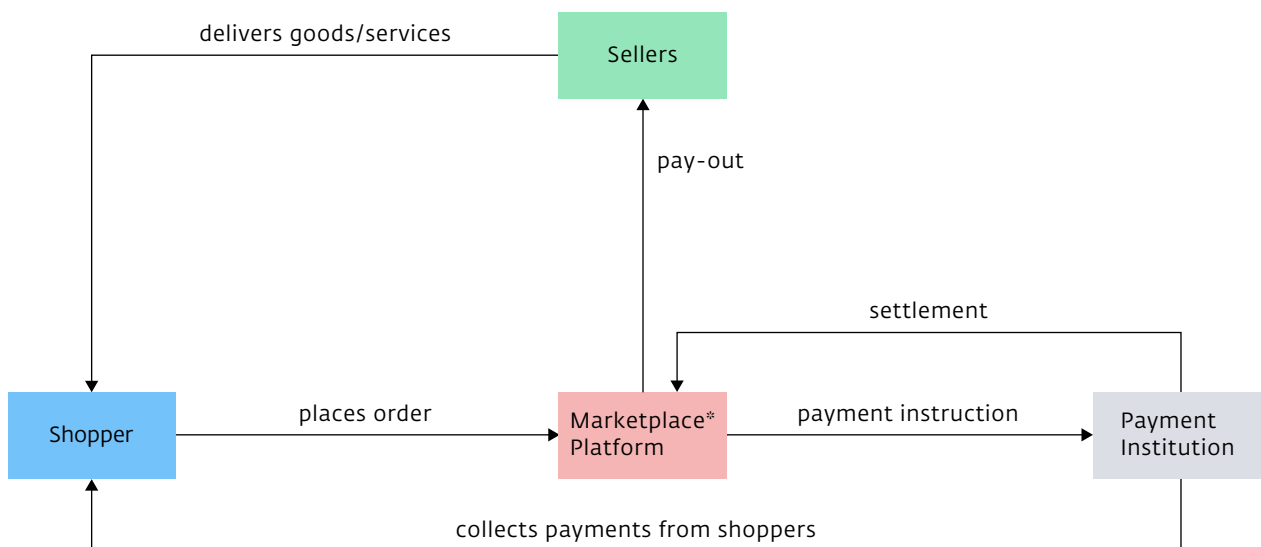 delivers goods/services
Sellers
pay-out
settlement
Shopper
places order
Marketplace*
Platform
payment instruction
Payment
Institution
collects payments from shoppers